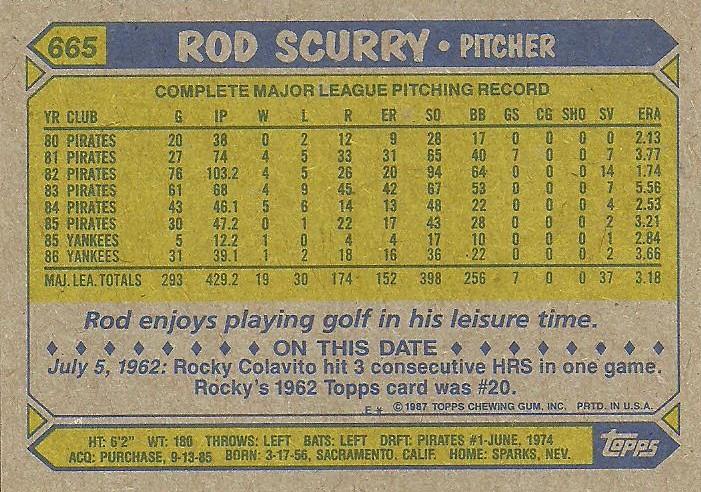 665 ROD SCURRY • PITCHER
COMPLETE MAJOR LEAGUE PITCHING RECORD
YR CLUB G IP W L R ER SO BB GS CG SHO SV ERA
80 PIRATES 20 38 0 2 12 9 28 17 0 0 0 0 2.13
81 PIRATES 27 74 4 5 33 31 65 40 7 0 0 7 3.77
82 PIRATES 76 103.2 4 5 26 20 94 64 0 0 0 14 1.74
83 PIRATES 61 68 4 9 45 42 67 53 0 0 0 7 5.56
84 PIRATES 43 46.1 5 6 14 13 48 22 0 0 0 4 2.53
85 PIRATES 30 47.2 0 1 22 17 43 28 0 0 0 2 3.21
85 YANKEES 5 12.2 1 0 4 4 17 10 0 0 0 1 2.84
86 YANKEES 31 39.1 1 2 18 16 36 22 0 0 0 2 3.66
MAJ. LEA. TOTALS 293 429.2 19 30 174 152 398 256 7 0 0 37 3.18
Rod enjoys playing golf in his leisure time.
ON THIS DATE
July 5, 1962: Rocky Colavito hit 3 consecutive HRS in one game.
Rocky's 1962 Topps card was #20.
E * © 1987 TOPPS CHEWING GUM, INC. PRTD. IN U.S.A.
HT: 6'2" WT: 180 THROWS: LEFT BATS: LEFT DRFT: PIRATES #1-JUNE, 1974
ACQ: PURCHASE, 9-13-85 BORN: 3-17-56, SACRAMENTO, CALIF. HOME: SPARKS, NEV.
topps